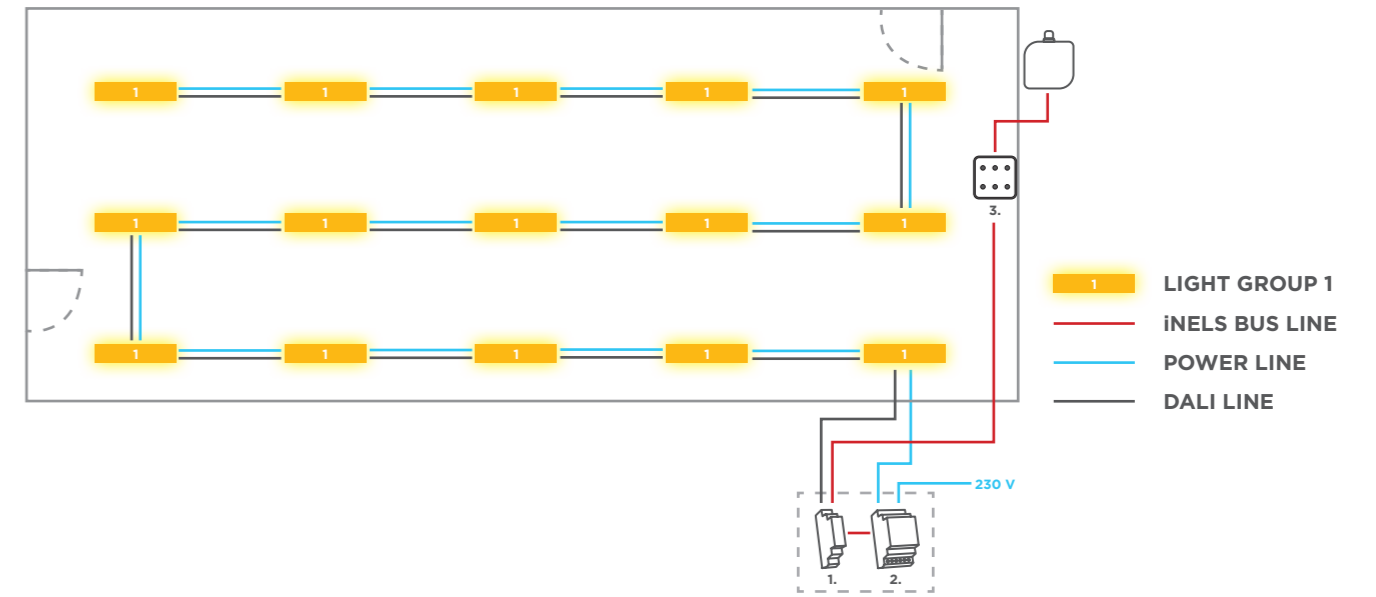 1 1 1 1 1
1 1 1 1 1
3.
1 LIGHT GROUP 1
iNELS BUS LINE
1 1 1 1 1
POWER LINE
DALI LINE
230 V
1. 2.